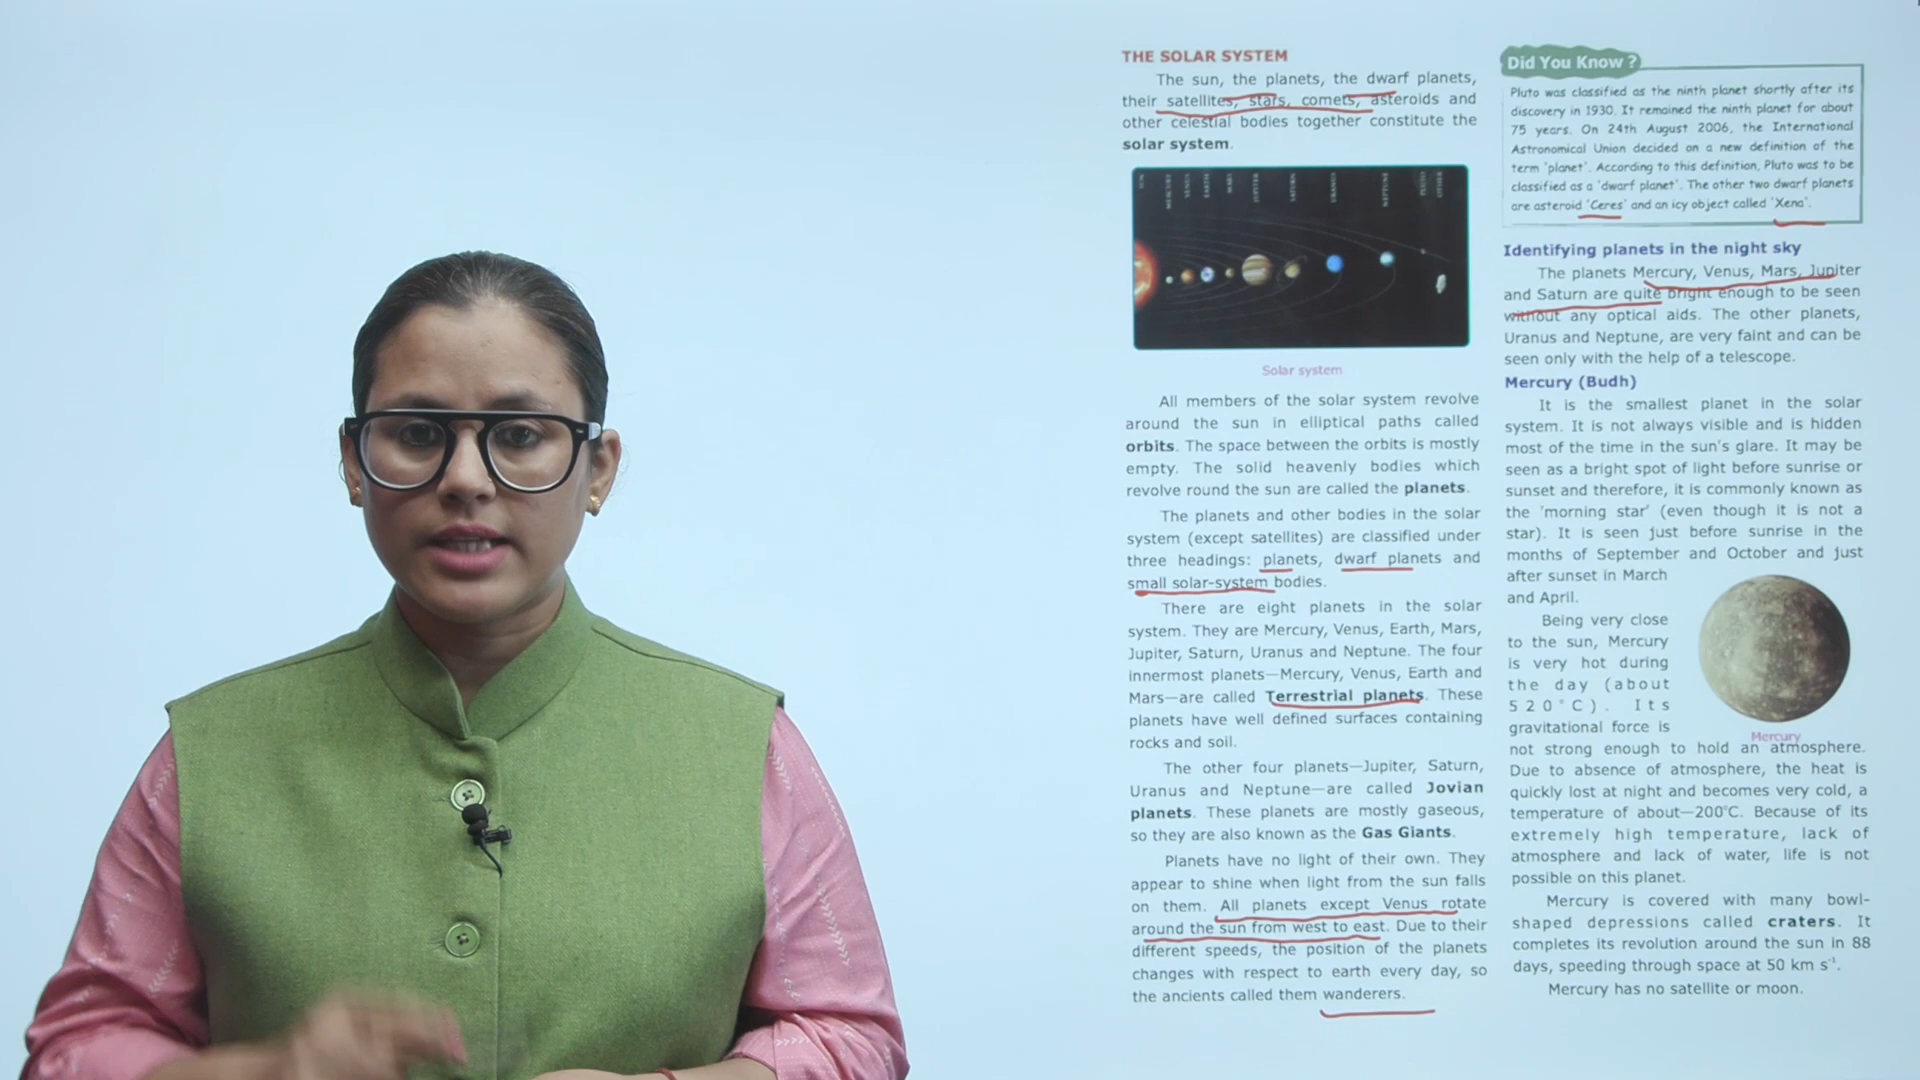 THE SOLAR SYSTEM
The sun, the planets, the dwarf planets,
their satellites, stars, comets, asteroids and
other celestial bodies together constitute the
solar system.
SUN
MERCURY
VENUS
EARTH
MARS
JUPITER
SATURN
URANUS
NEPTUNE
PLUTO
Solar system
All members of the solar system revolve
around the sun in elliptical paths called
orbits. The space between the orbits is mostly
empty. The solid heavenly bodies which
revolve round the sun are called the planets.
The planets and other bodies in the solar
system (except satellites) are classified under
three headings: planets, dwarf planets and
small solar-system bodies.
There are eight planets in the solar
system. They are Mercury, Venus, Earth, Mars,
Jupiter, Saturn, Uranus and Neptune. The four
innermost planets—Mercury, Venus, Earth and
Mars—are called Terrestrial planets. These
planets have well defined surfaces containing
rocks and soil.
The other four planets—Jupiter, Saturn,
Uranus and Neptune—are called Jovian
planets. These planets are mostly gaseous,
so they are also known as the Gas Giants.
Planets have no light of their own. They
appear to shine when light from the sun falls
on them. All planets except Venus rotate
around the sun from west to east. Due to their
different speeds, the position of the planets
changes with respect to earth every day, so
the ancients called them wanderers.
Did You Know ?
Pluto was classified as the ninth planet shortly after its
discovery in 1930. It remained the ninth planet for about
75 years. On 24th August 2006, the International
Astronomical Union decided on a new definition of the
term 'planet'. According to this definition, Pluto was to be
classified as a 'dwarf planet'. The other two dwarf planets
are asteroid 'Ceres' and an icy object called 'Xena'.
Identifying planets in the night sky
The planets Mercury, Venus, Mars, Jupiter
and Saturn are quite bright enough to be seen
without any optical aids. The other planets,
Uranus and Neptune, are very faint and can be
seen only with the help of a telescope.
Mercury (Budh)
It is the smallest planet in the solar
system. It is not always visible and is hidden
most of the time in the sun's glare. It may be
seen as a bright spot of light before sunrise or
sunset and therefore, it is commonly known as
the 'morning star' (even though it is not a
star). It is seen just before sunrise in the
months of September and October and just
after sunset in March
and April.
Being very close
to the sun, Mercury
is very hot during
the day (about
520°C). Its
gravitational force is
Mercury
not strong enough to hold an atmosphere.
Due to absence of atmosphere, the heat is
quickly lost at night and becomes very cold, a
temperature of about—200°C. Because of its
extremely high temperature, lack of
atmosphere and lack of water, life is not
possible on this planet.
Mercury is covered with many bowl-
shaped depressions called craters. It
completes its revolution around the sun in 88
days, speeding through space at 50 km s⁻¹.
Mercury has no satellite or moon.